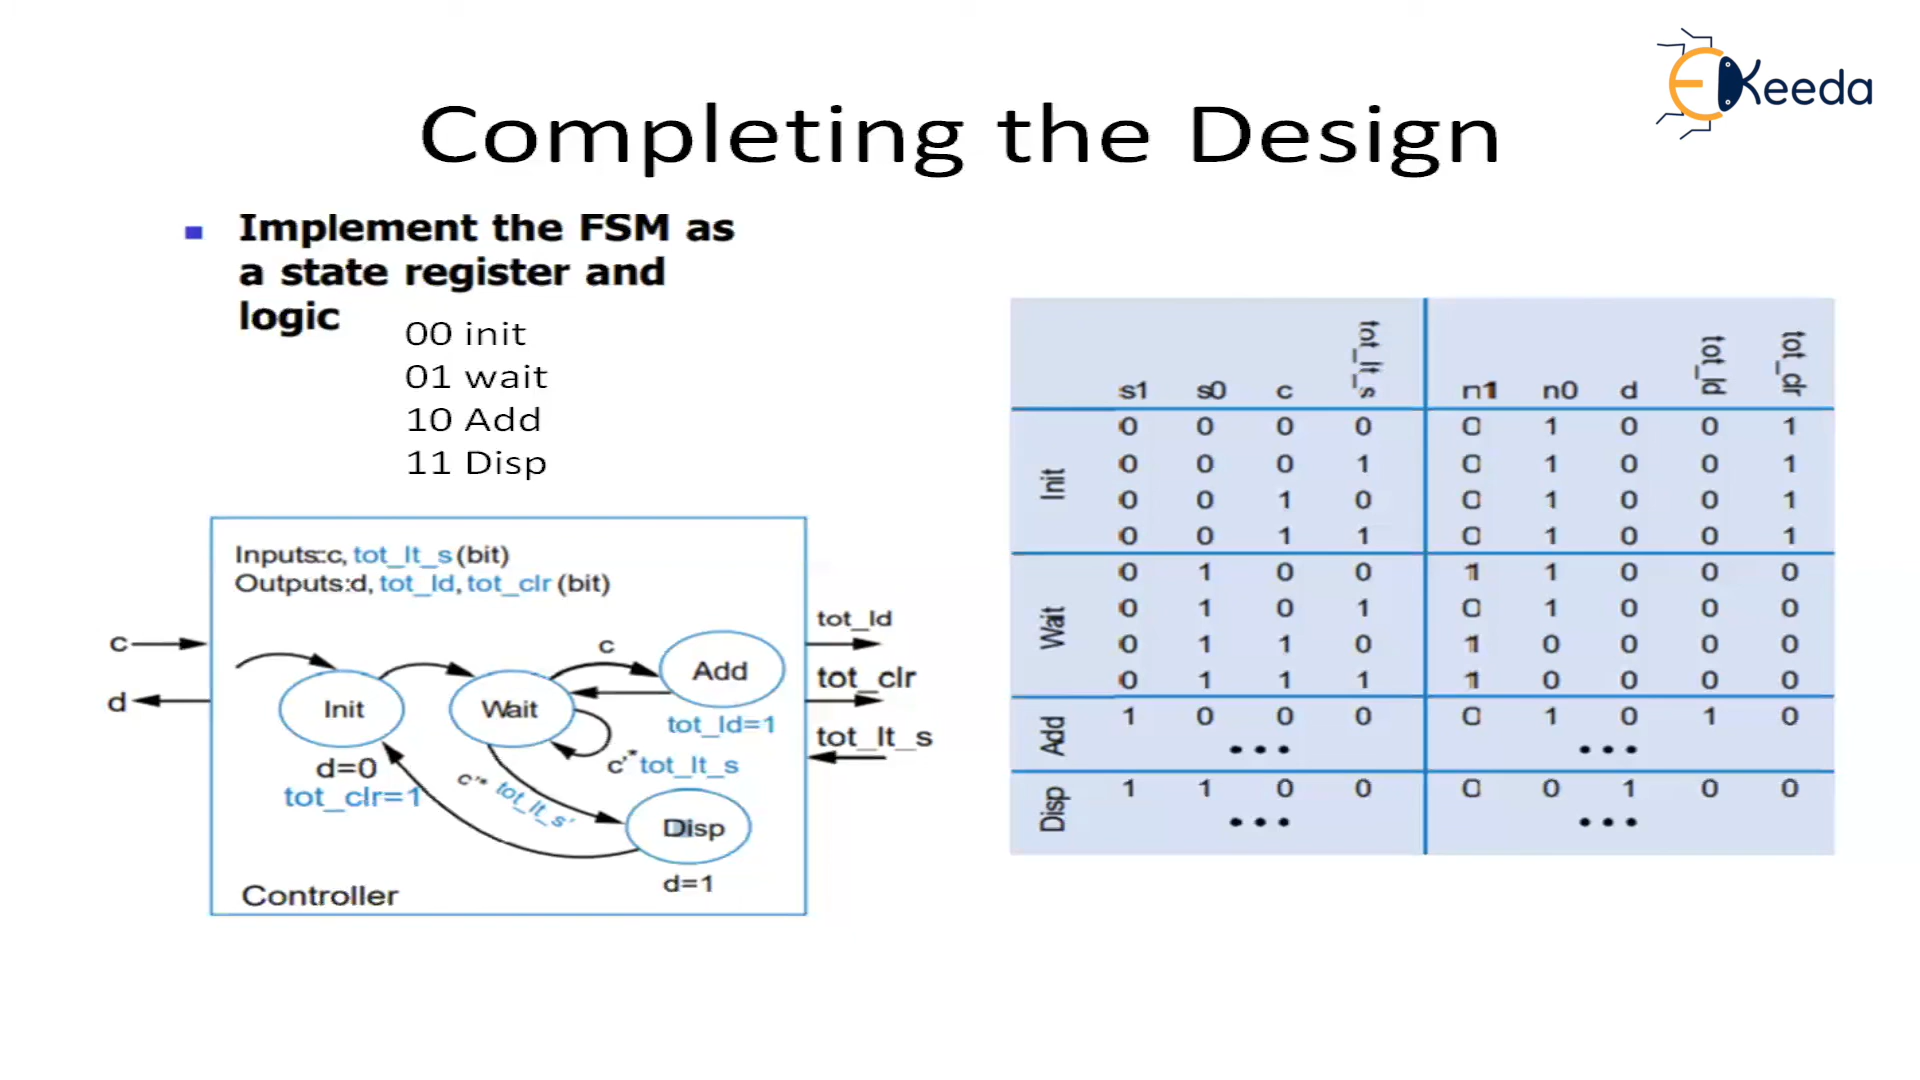 EKeeda
Completing the Design
Implement the FSM as
a state register and
logic
00 init
01 wait
10 Add
11 Disp
Inputs:c, tot_lt_s (bit)
Outputs:d, tot_ld, tot_clr (bit)
c
d
Init
d=0
tot_clr=1
Wait
c
Add
tot_ld=1
c'* tot_lt_s
c'* tot_lt_s'
Disp
d=1
Controller
tot_ld
tot_clr
tot_lt_s
s1 s0 c tot_lt_s n1 n0 d tot_ld tot_clr
Init
0 0 0 0 0 1 0 0 1
0 0 0 1 0 1 0 0 1
0 0 1 0 0 1 0 0 1
0 0 1 1 0 1 0 0 1
Wait
0 1 0 0 1 1 0 0 0
0 1 0 1 0 1 0 0 0
0 1 1 0 1 0 0 0 0
0 1 1 1 1 0 0 0 0
Add
1 0 0 0 0 1 0 1 0
••• •••
Disp
1 1 0 0 0 0 1 0 0
••• •••